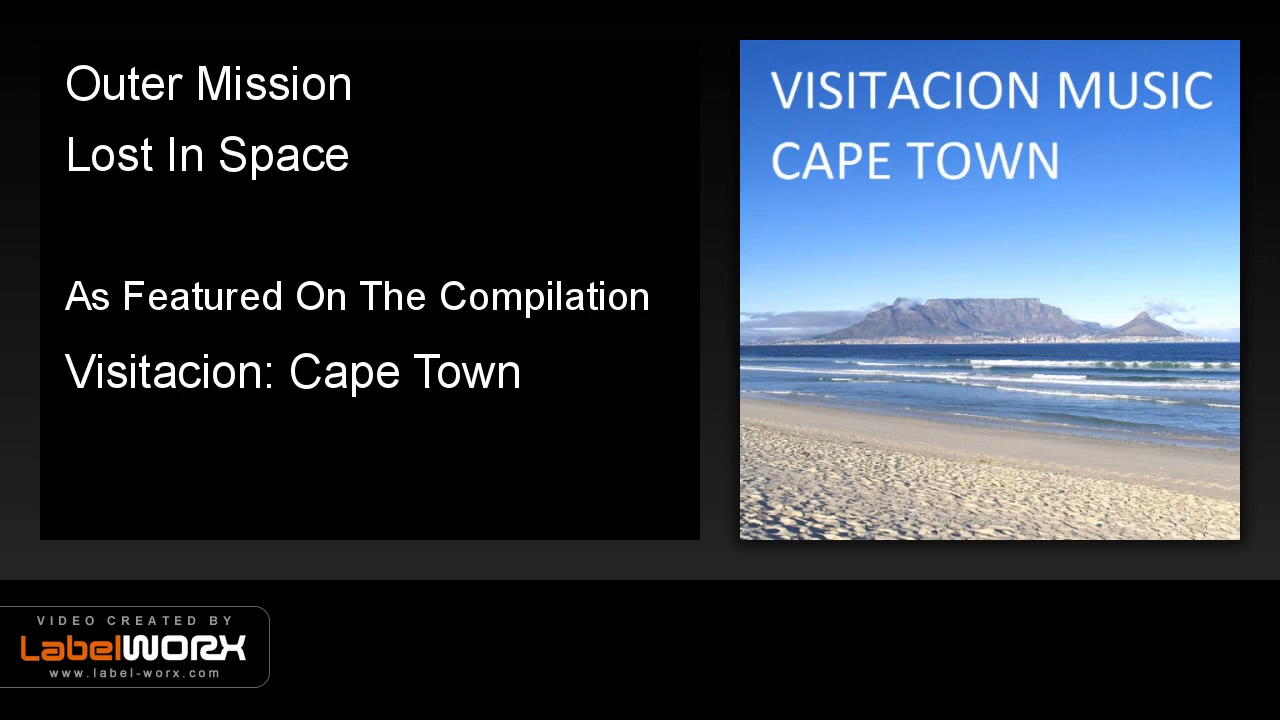 Outer Mission
Lost In Space
As Featured On The Compilation
Visitacion: Cape Town
VISITACION MUSIC
CAPE TOWN
VIDEO CREATED BY
LabelWORX
www.label-worx.com